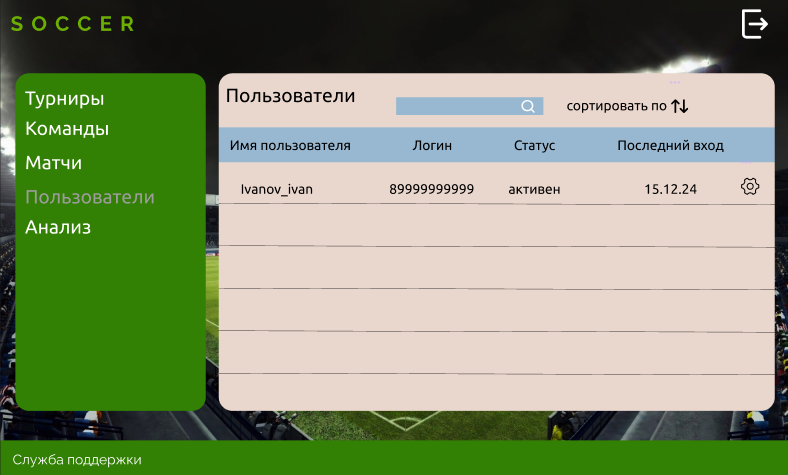 SOCCER
Турниры
Команды
Матчи
Пользователи
Анализ
Пользователи
сортировать по
Имя пользователя Логин Статус Последний вход
Ivanov_ivan 89999999999 активен 15.12.24
Служба поддержки